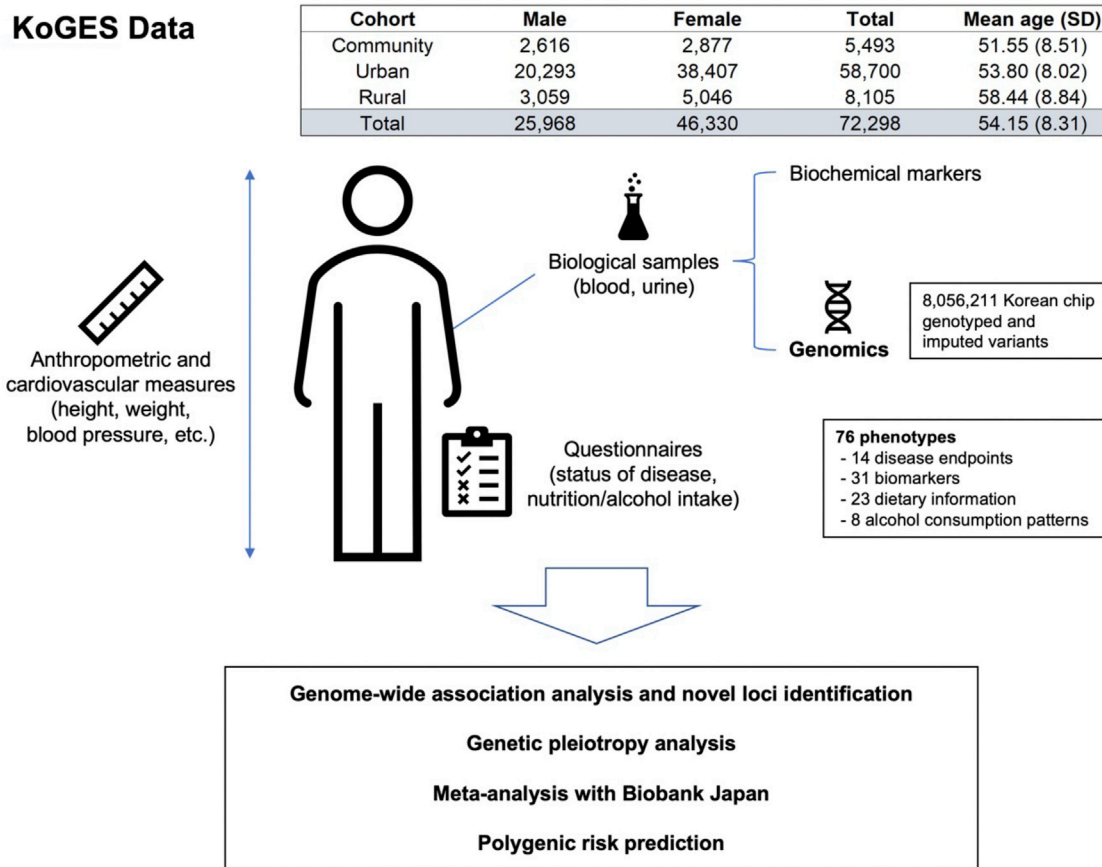 KoGES Data
Cohort Male Female Total Mean age (SD)
Community 2,616 2,877 5,493 51.55 (8.51)
Urban 20,293 38,407 58,700 53.80 (8.02)
Rural 3,059 5,046 8,105 58.44 (8.84)
Total 25,968 46,330 72,298 54.15 (8.31)
Biochemical markers
Biological samples
(blood, urine)
8,056,211 Korean chip
genotyped and
imputed variants
Genomics
Anthropometric and
cardiovascular measures
(height, weight,
blood pressure, etc.)
Questionnaires
(status of disease,
nutrition/alcohol intake)
76 phenotypes
- 14 disease endpoints
- 31 biomarkers
- 23 dietary information
- 8 alcohol consumption patterns
Genome-wide association analysis and novel loci identification
Genetic pleiotropy analysis
Meta-analysis with Biobank Japan
Polygenic risk prediction